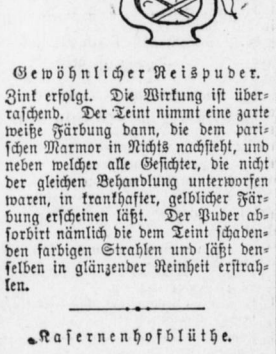 Gewöhnlicher Reispuder.
Zink erfolgt. Die Wirkung ist über-
raschend. Der Teint nimmt eine zarte
weiße Färbung dann, die dem pari-
schen Marmor in Nichts nachsteht, und
neben welcher alle Gesichter, die nicht
der gleichen Behandlung unterworfen
waren, in krankhafter, gelblicher Fär-
bung erscheinen läßt. Der Puder ab-
sorbirt nämlich die dem Teint schaden-
den farbigen Strahlen und läßt den-
selben in glänzender Reinheit erstrah-
len.
Kasernenhofblüthe.